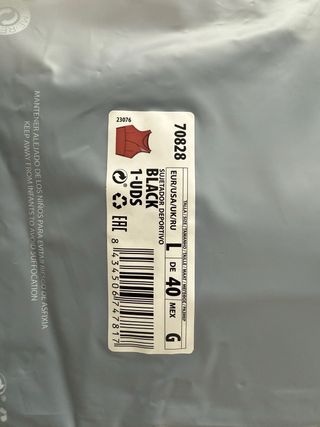 MANTENER ALEJADO DE LOS NIÑOS PARA EVITAR RIESGO DE ASFIXIA
KEEP AWAY FROM INFANTS TO AVOID SUFFOCATION
23076
70828
EUR/USA/UK/RU L DE 40 MEX G
SUJETADOR DEPORTIVO
BLACK
1-UDS
EAC
8 434506 747817